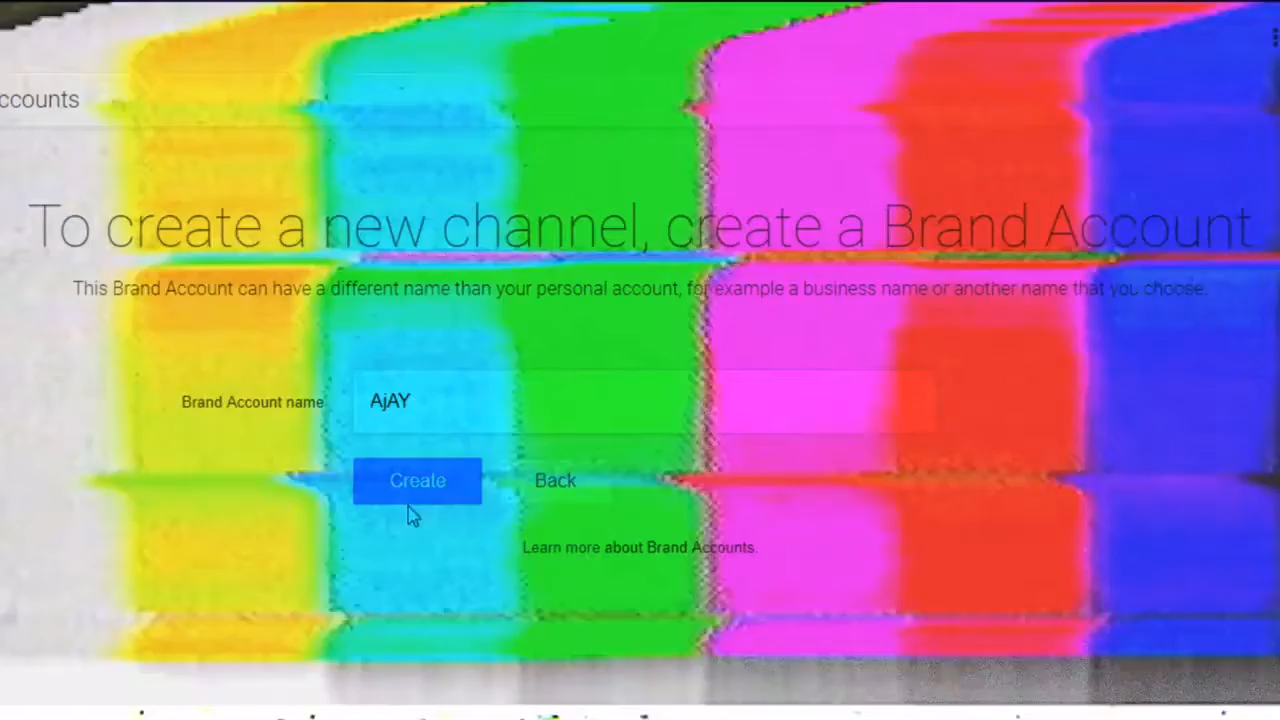 ccounts
To create a new channel, create a Brand Account
This Brand Account can have a different name than your personal account, for example a business name or another name that you choose.
Brand Account name
AjAY
Create
Back
Learn more about Brand Accounts.